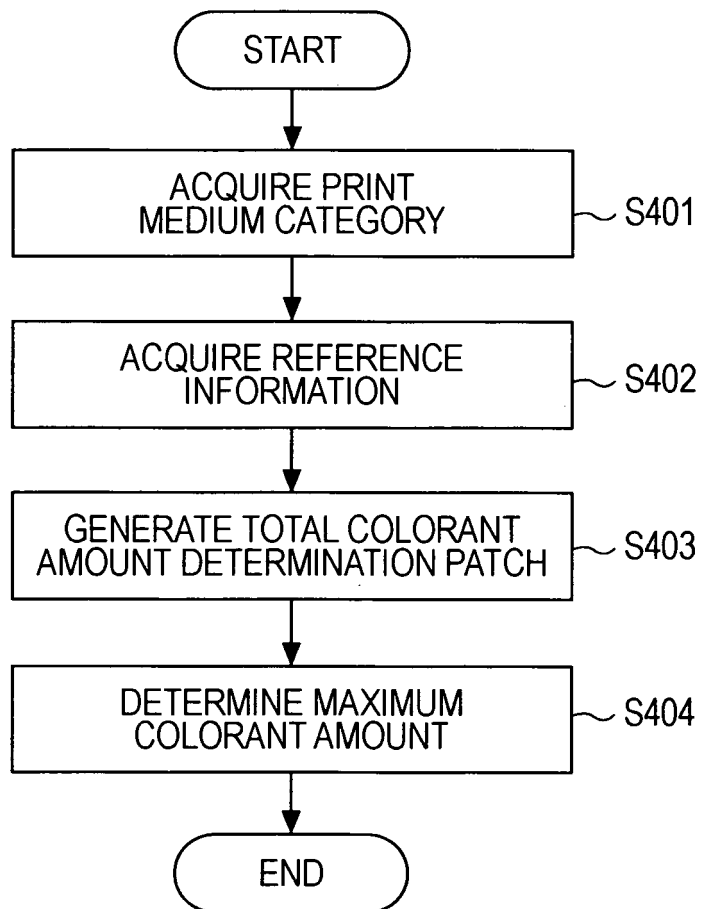 START
ACQUIRE PRINT
MEDIUM CATEGORY
S401
ACQUIRE REFERENCE
INFORMATION
S402
GENERATE TOTAL COLORANT
AMOUNT DETERMINATION PATCH
S403
DETERMINE MAXIMUM
COLORANT AMOUNT
S404
END